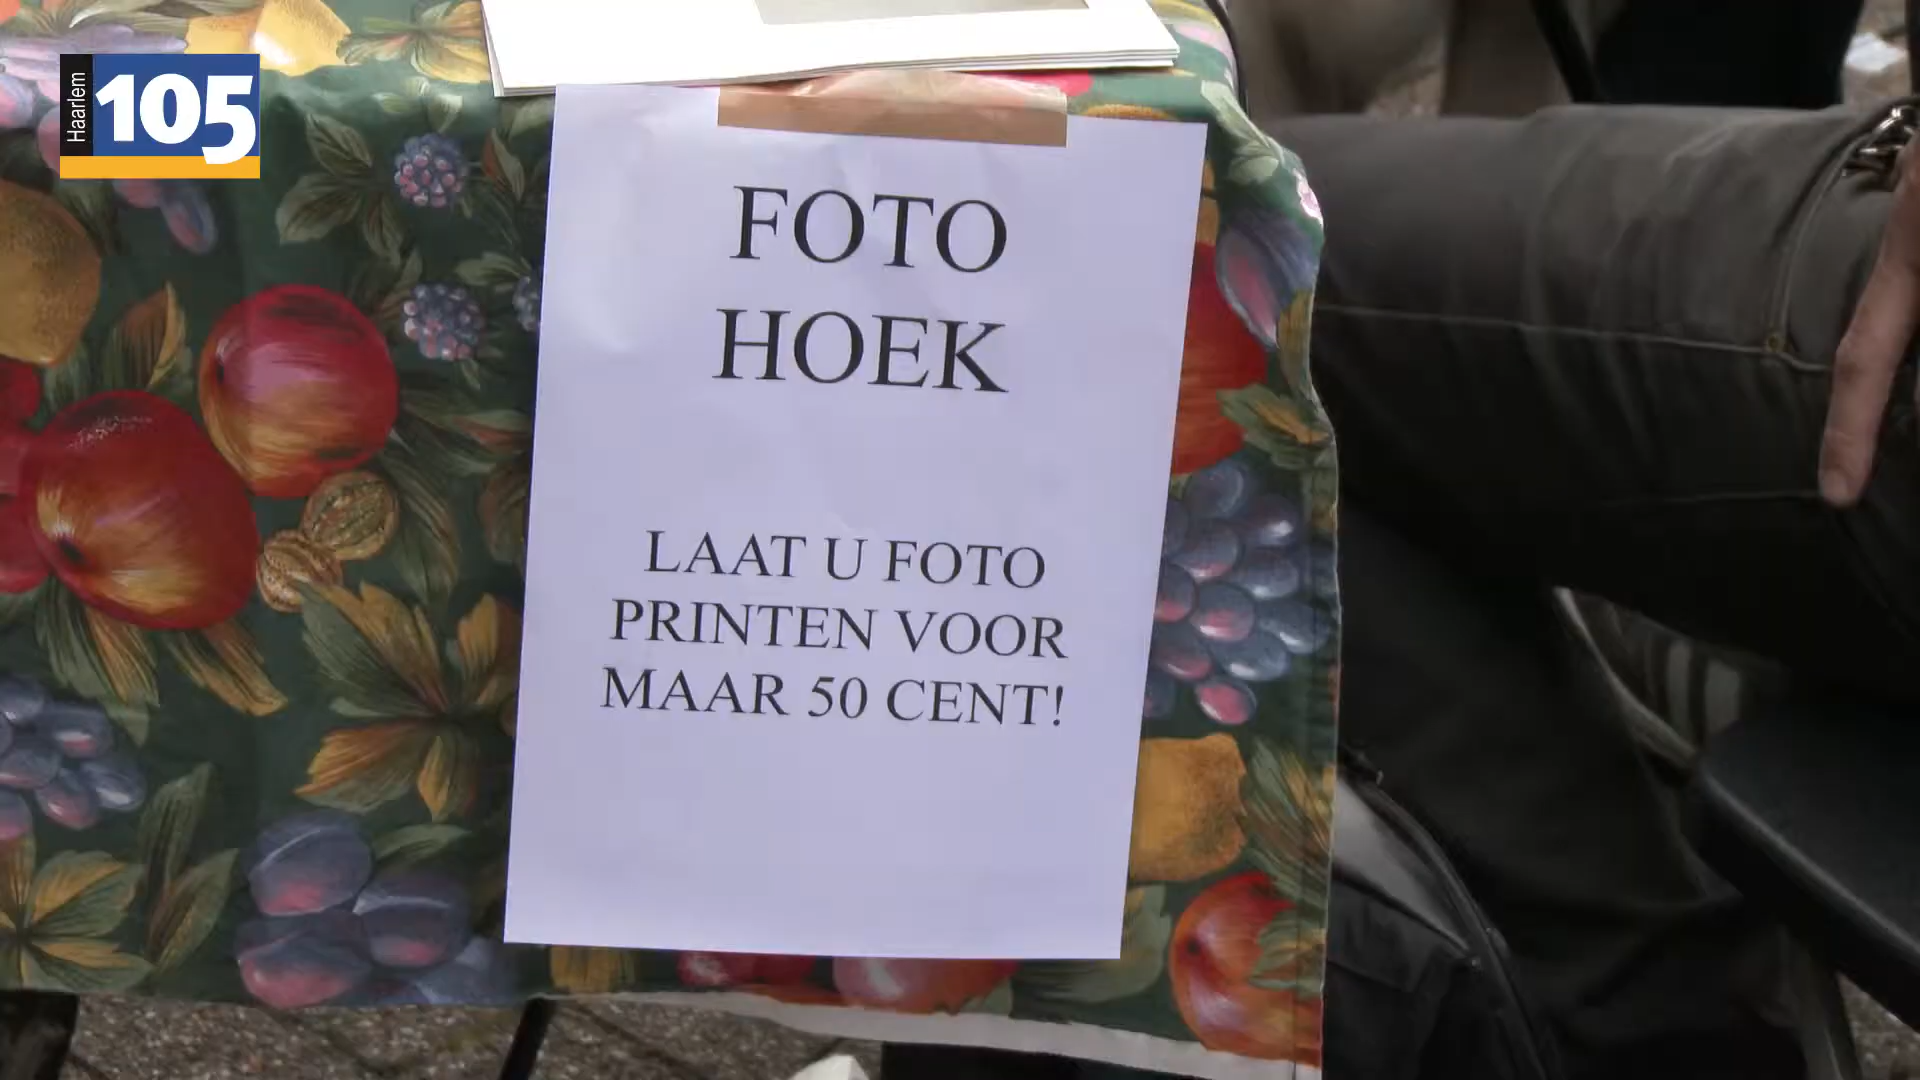 Haarlem
105
FOTO
HOEK
LAAT U FOTO
PRINTEN VOOR
MAAR 50 CENT!